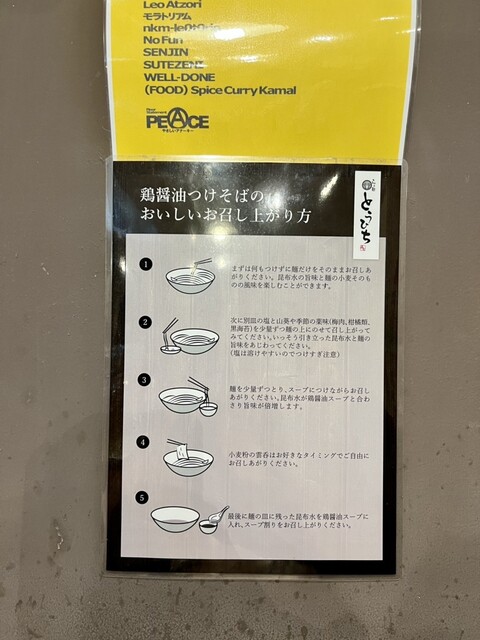 Leo Atzori
モラトリアム
No Fun
SENJIN
SUTEZEN
WELL-DONE
(FOOD) Spice Curry Kamal
PEACE
やさしいアナーキー
鶏醤油つけそばの
おいしいお召し上がり方
とうひち
1
まずは何もつけずに麺だけをそのままお召しあ
がりください。昆布水の旨味と麺の小麦そのも
のの風味を楽しむことができます。
2
次に別皿の塩と山葵や季節の薬味(梅肉、柑橘類、
黒海苔)を少量ずつ麺の上にのせて召し上がって
みてください。いっそう引き立った昆布水と麺の
旨味をあじわってください。
(塩は溶けやすいのでつけすぎ注意)
3
麺を少量ずつとり、スープにつけながらお召し
あがりください。昆布水が鶏醤油スープと合わ
さり旨味が倍増します。
4
小麦粉の雲呑はお好きなタイミングでご自由に
お召しあがりください。
5
最後に麺の皿に残った昆布水を鶏醤油スープに
入れ、スープ割りをお召し上がりください。